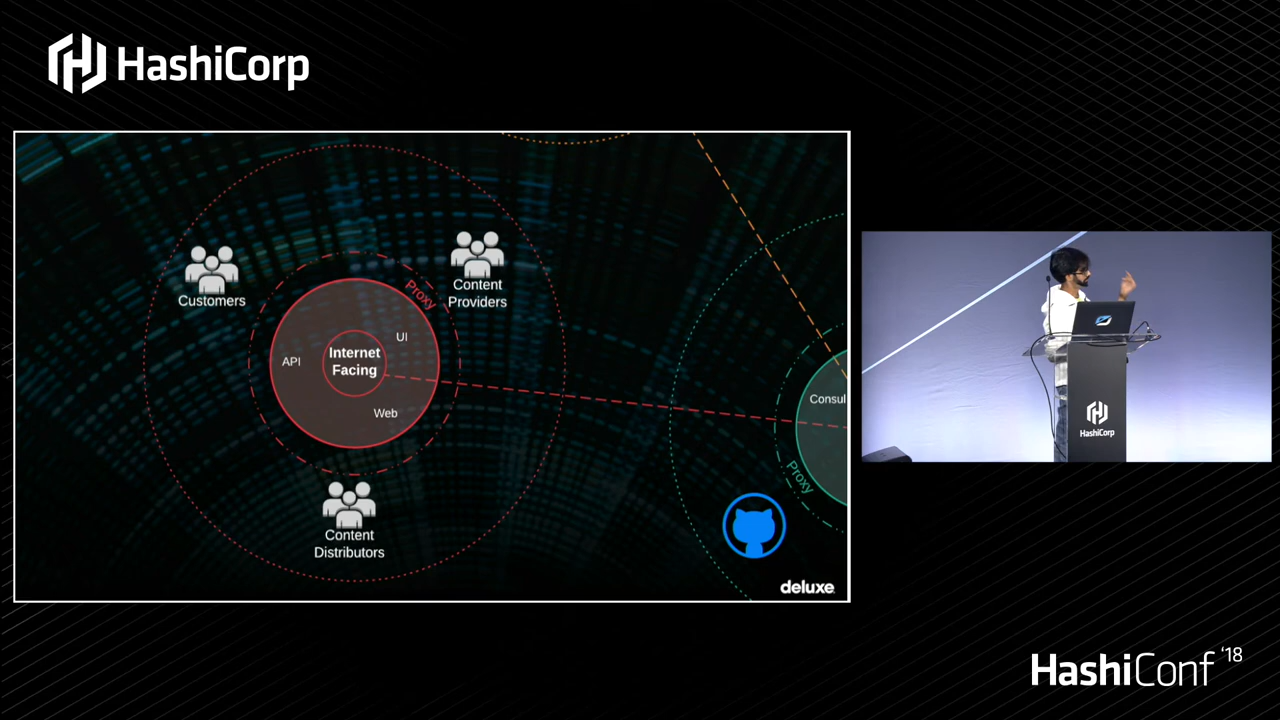 HashiCorp
Customers
Content
Providers
Proxy
UI
API
Internet
Facing
Web
Consul
Proxy
Content
Distributors
deluxe
HashiCorp
HashiConf '18